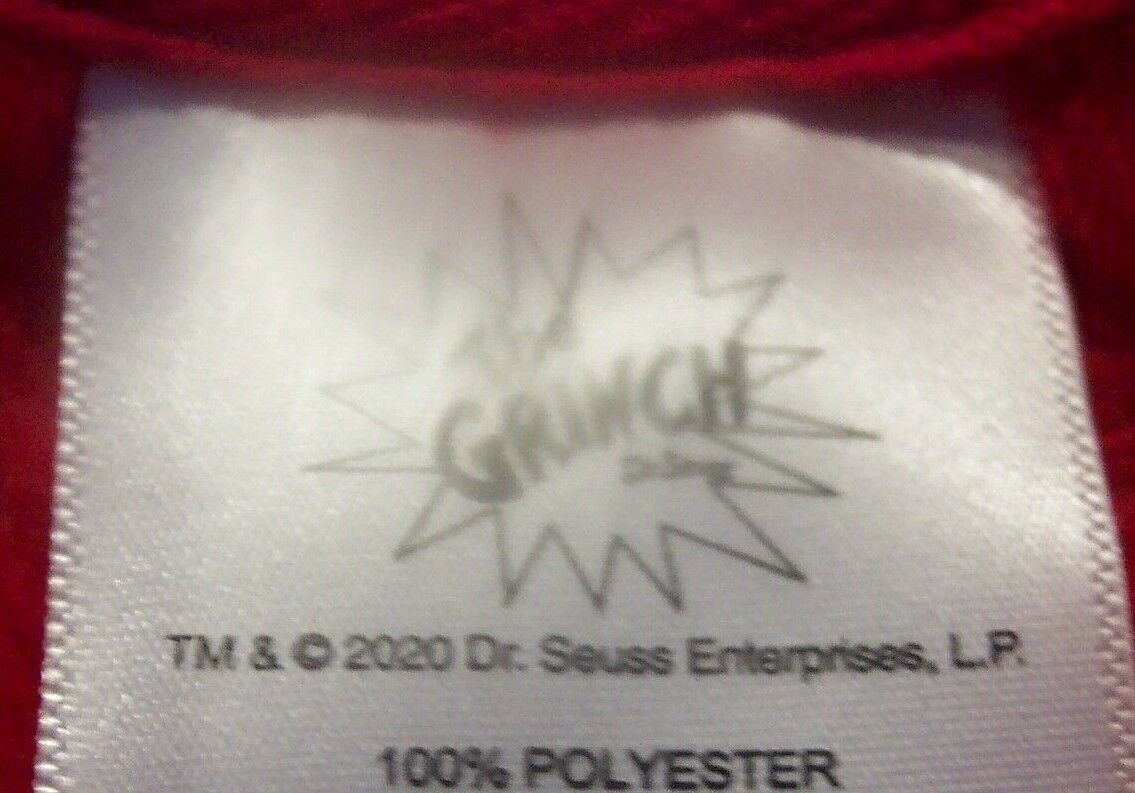 GRINCH
TM & © 2020 Dr. Seuss Enterprises, L.P.
100% POLYESTER